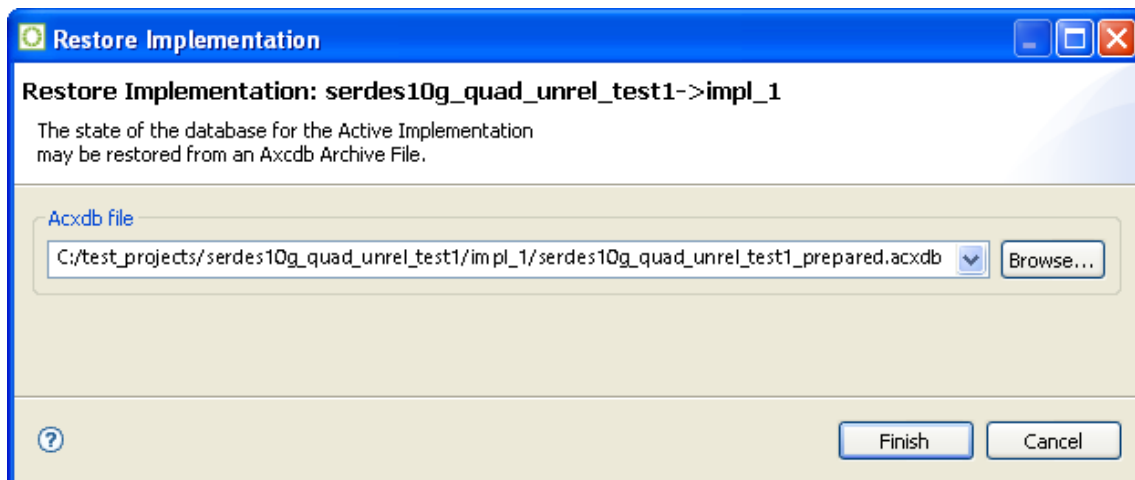 Restore Implementation
Restore Implementation: serdes10g_quad_unrel_test1->impl_1
The state of the database for the Active Implementation
may be restored from an Axcdb Archive File.
Acxdb file
C:/test_projects/serdes10g_quad_unrel_test1/impl_1/serdes10g_quad_unrel_test1_prepared.acxdb
Browse...
?
Finish
Cancel